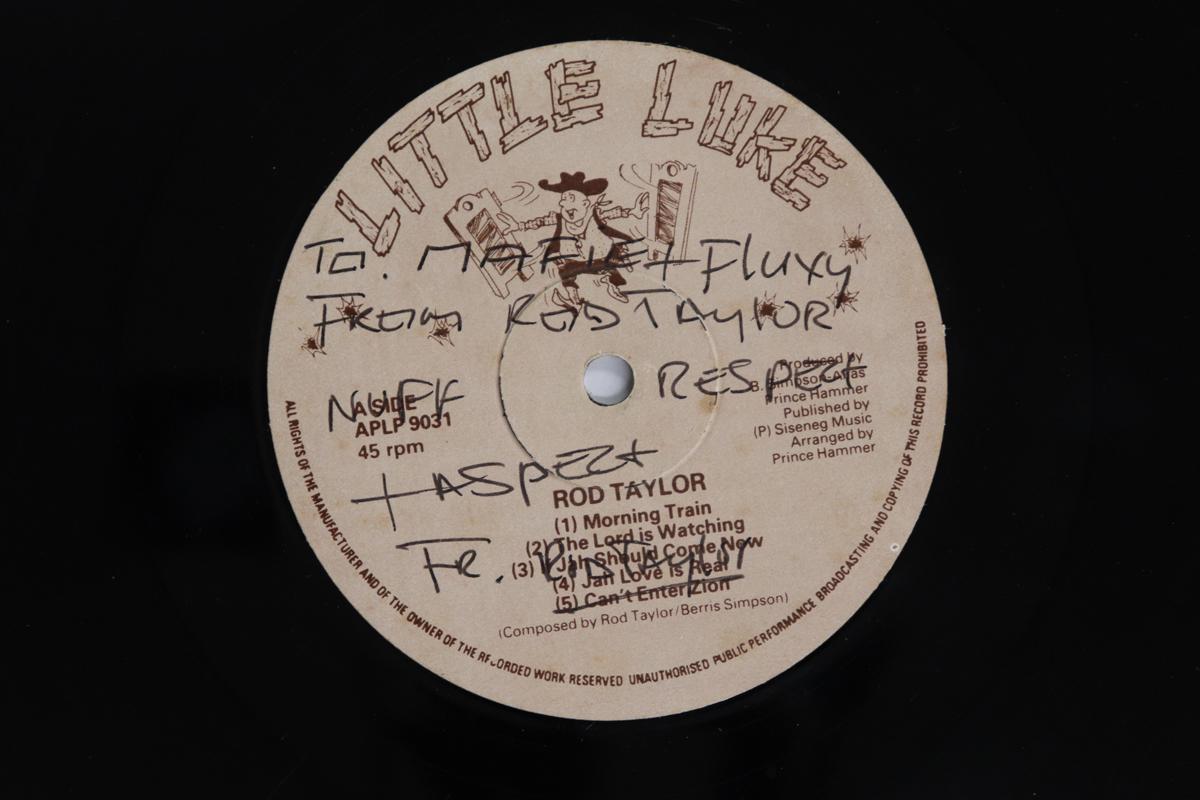 LITTLE LUKE
To. MAFIE + Fluxy
From ROD TAYLOR
NUFF RESPECT
+ ASPECT
FR. ROD TAYLOR
A SIDE
APLP 9031
45 rpm
Produced by
B. Simpson-Alias
Prince Hammer
Published by
(P) Siseneg Music
Arranged by
Prince Hammer
ROD TAYLOR
(1) Morning Train
(2) The Lord is Watching
(3) Jah Should Come Now
(4) Jah Love is Real
(5) Can't Enter Zion
(Composed by Rod Taylor/Berris Simpson)
ALL RIGHTS OF THE MANUFACTURER AND OF THE OWNER OF THE RECORDED WORK RESERVED UNAUTHORISED PUBLIC PERFORMANCE BROADCASTING AND COPYING OF THIS RECORD PROHIBITED